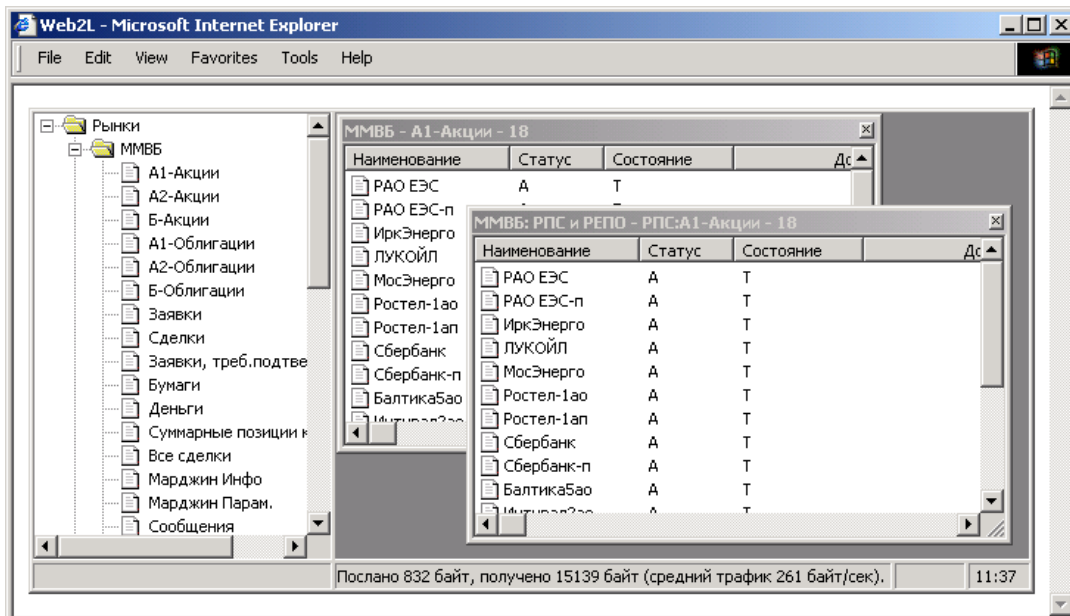 Web2L - Microsoft Internet Explorer
File Edit View Favorites Tools Help
Рынки
ММВБ
А1-Акции
А2-Акции
Б-Акции
А1-Облигации
А2-Облигации
Б-Облигации
Заявки
Сделки
Заявки, треб.подтве
Бумаги
Деньги
Суммарные позиции к
Все сделки
Марджин Инфо
Марджин Парам.
Сообщения
ММВБ - А1-Акции - 18
Наименование Статус Состояние До
РАО ЕЭС А Т
РАО ЕЭС-п
ИркЭнерго
ЛУКОЙЛ
МосЭнерго
Ростел-1ао
Ростел-1ап
Сбербанк
Сбербанк-п
Балтика5ао
ММВБ: РПС и РЕПО - РПС:А1-Акции - 18
Наименование Статус Состояние До
РАО ЕЭС А Т
РАО ЕЭС-п А Т
ИркЭнерго А Т
ЛУКОЙЛ А Т
МосЭнерго А Т
Ростел-1ао А Т
Ростел-1ап А Т
Сбербанк А Т
Сбербанк-п А Т
Балтика5ао А Т
Послано 832 байт, получено 15139 байт (средний трафик 261 байт/сек). 11:37